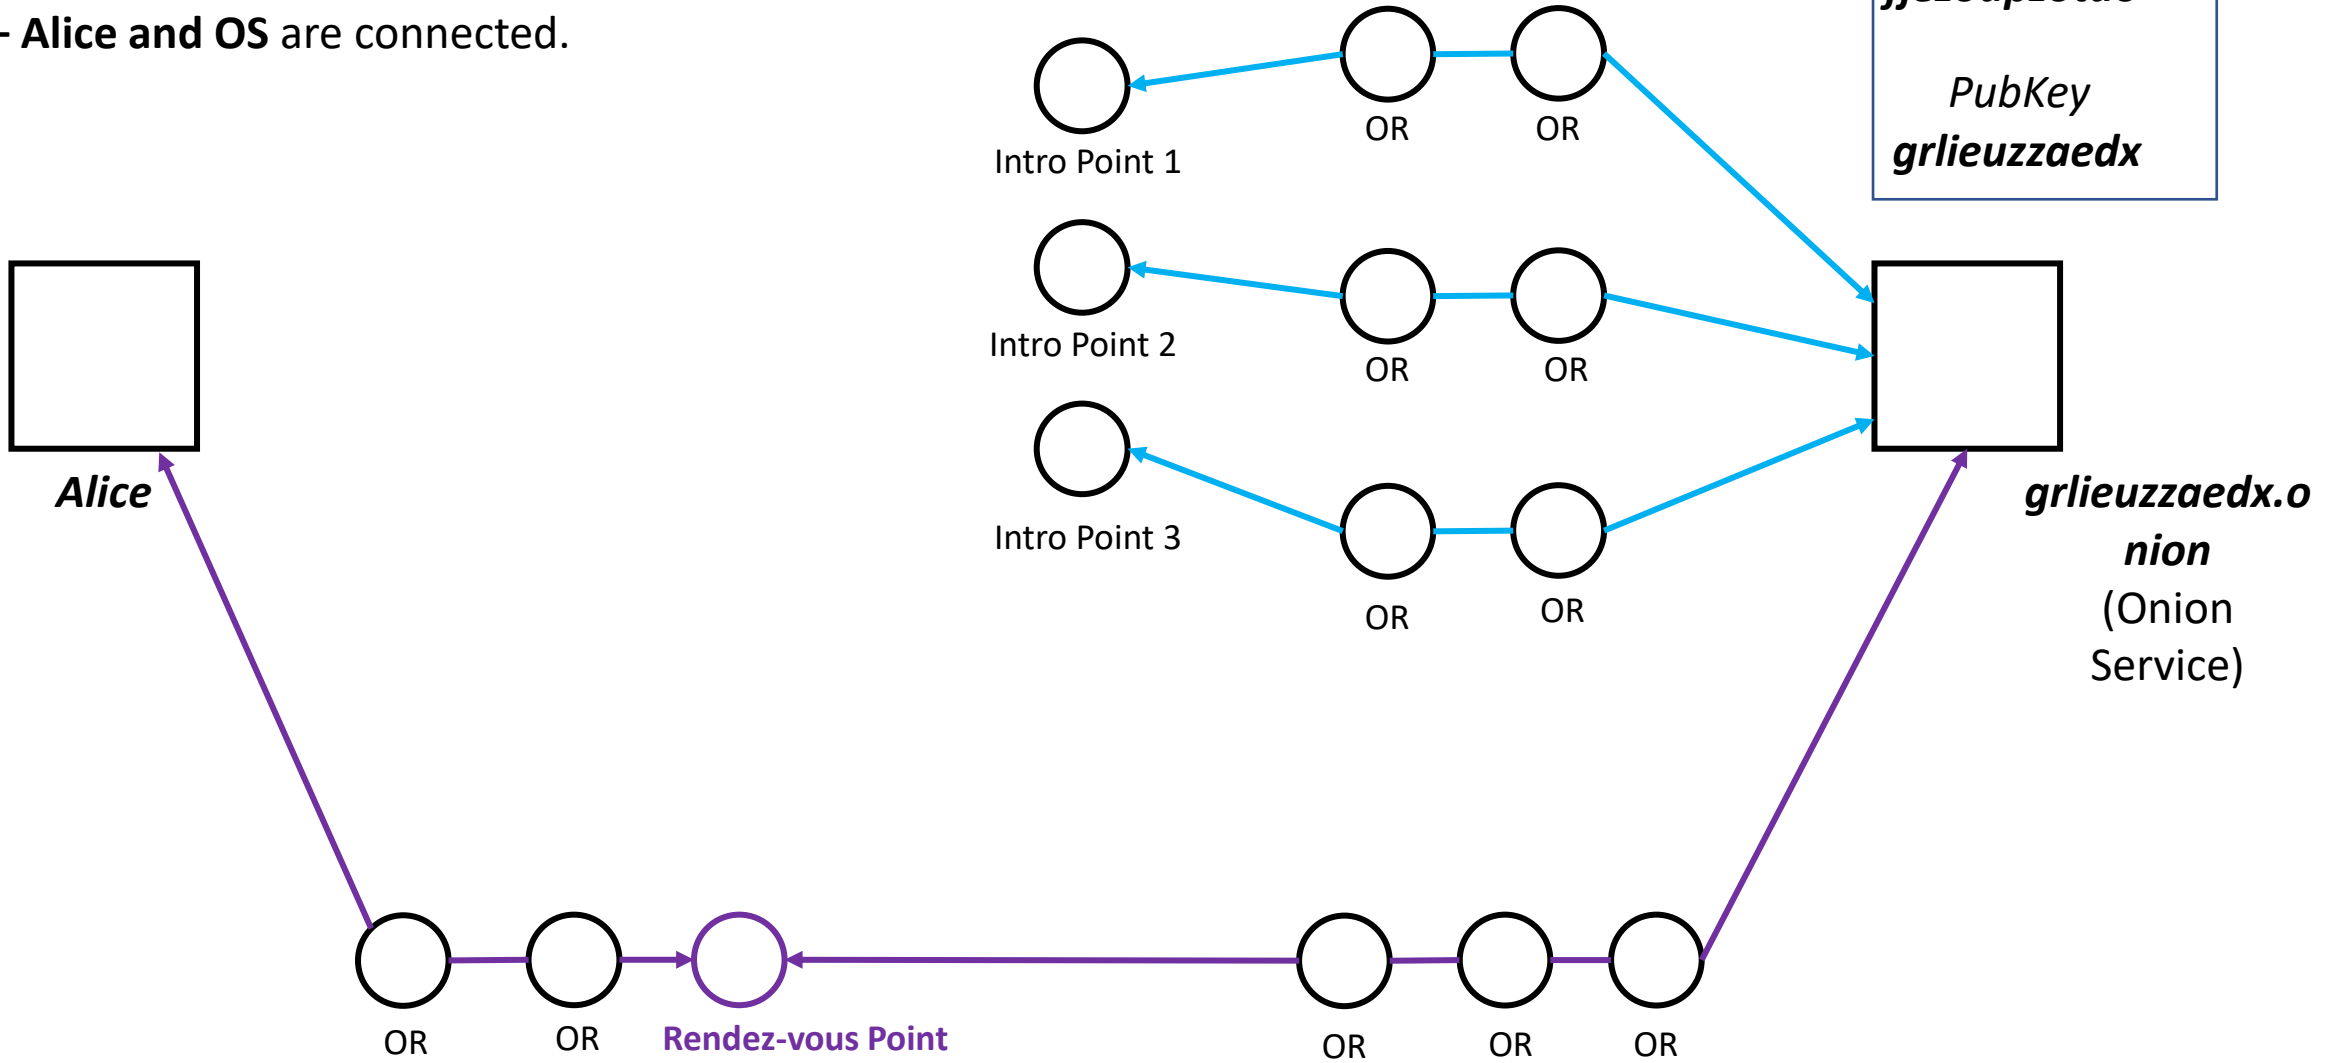 - Alice and OS are connected.
PubKey
grlieuzzaedx
OR
OR
Intro Point 1
Intro Point 2
OR
OR
Alice
Intro Point 3
OR
OR
grlieuzzaedx.o
nion
(Onion
Service)
OR
OR
Rendez-vous Point
OR
OR
OR